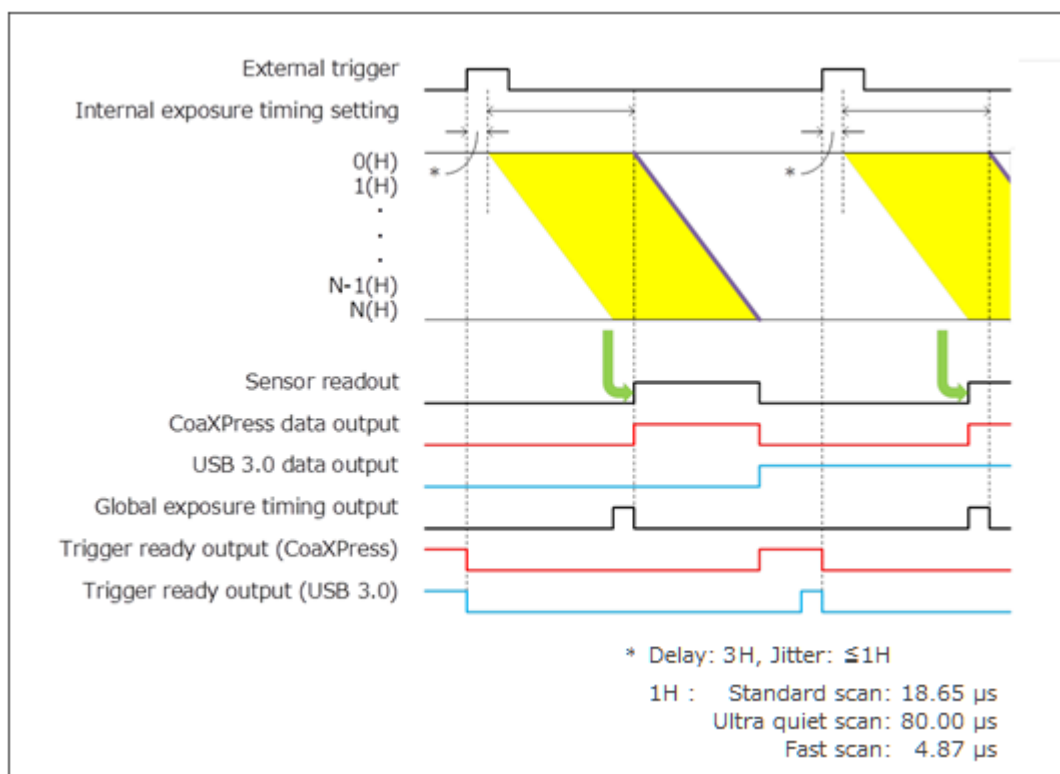 External trigger
Internal exposure timing setting
0(H)
*
*
1(H)
.
.
.
N-1(H)
N(H)
Sensor readout
CoaXPress data output
USB 3.0 data output
Global exposure timing output
Trigger ready output (CoaXPress)
Trigger ready output (USB 3.0)
* Delay: 3H, Jitter: ≦1H
1H : Standard scan: 18.65 µs
Ultra quiet scan: 80.00 µs
Fast scan: 4.87 µs